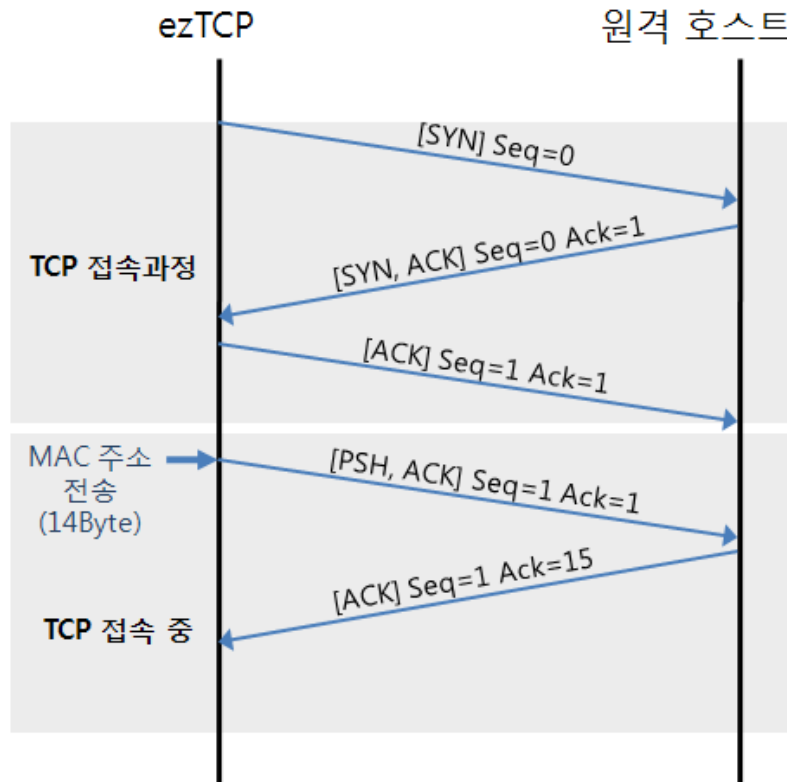 ezTCP
원격 호스트
[SYN] Seq=0
[SYN, ACK] Seq=0 Ack=1
TCP 접속과정
[ACK] Seq=1 Ack=1
MAC 주소
전송
(14Byte)
[PSH, ACK] Seq=1 Ack=1
[ACK] Seq=1 Ack=15
TCP 접속 중